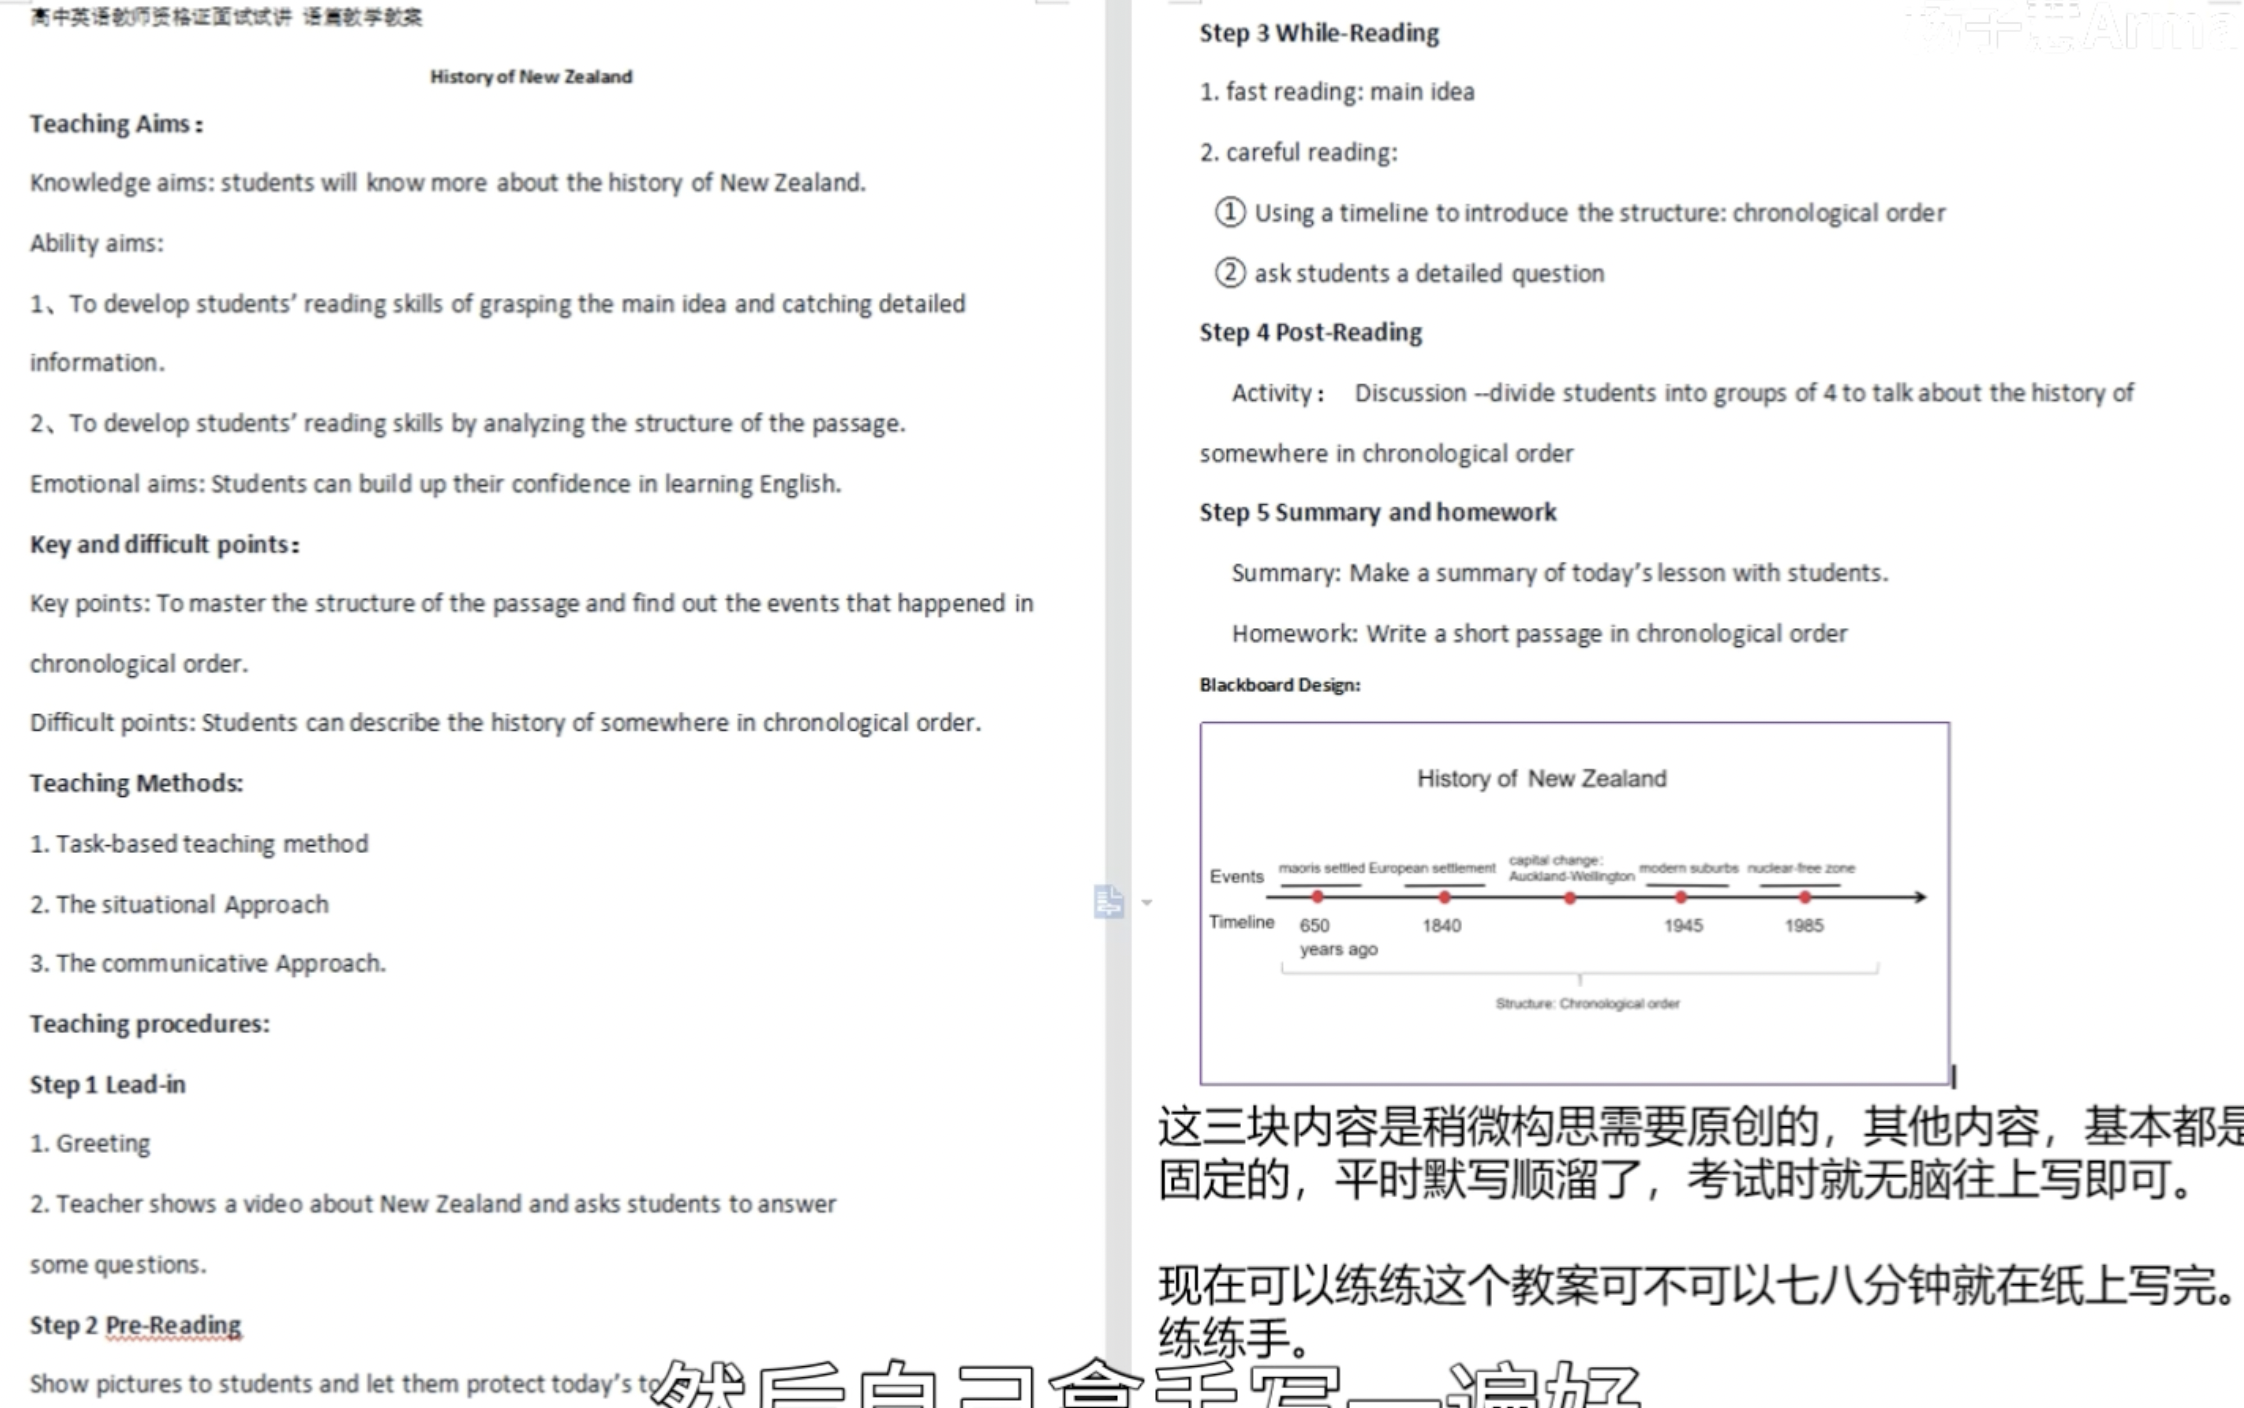 高中英语教师资格证面试试讲 语篇教学教案
History of New Zealand
Teaching Aims：
Knowledge aims: students will know more about the history of New Zealand.
Ability aims:
1、To develop students’ reading skills of grasping the main idea and catching detailed
information.
2、To develop students’ reading skills by analyzing the structure of the passage.
Emotional aims: Students can build up their confidence in learning English.
Key and difficult points：
Key points: To master the structure of the passage and find out the events that happened in
chronological order.
Difficult points: Students can describe the history of somewhere in chronological order.
Teaching Methods:
1. Task-based teaching method
2. The situational Approach
3. The communicative Approach.
Teaching procedures:
Step 1 Lead-in
1. Greeting
2. Teacher shows a video about New Zealand and asks students to answer
some questions.
Step 2 Pre-Reading
Show pictures to students and let them protect today’s
Step 3 While-Reading
1. fast reading: main idea
2. careful reading:
① Using a timeline to introduce the structure: chronological order
② ask students a detailed question
Step 4 Post-Reading
Activity： Discussion --divide students into groups of 4 to talk about the history of
somewhere in chronological order
Step 5 Summary and homework
Summary: Make a summary of today’s lesson with students.
Homework: Write a short passage in chronological order
Blackboard Design:
History of New Zealand
Events maoris settled European settlement capital change: Auckland-Wellington modern suburbs nuclear-free zone
Timeline 650 years ago 1840 1945 1985
Structure: Chronological order
这三块内容是稍微构思需要原创的，其他内容，基本都是
固定的，平时默写顺溜了，考试时就无脑往上写即可。
现在可以练练这个教案可不可以七八分钟就在纸上写完。
练练手。
然后自己拿手写一遍好